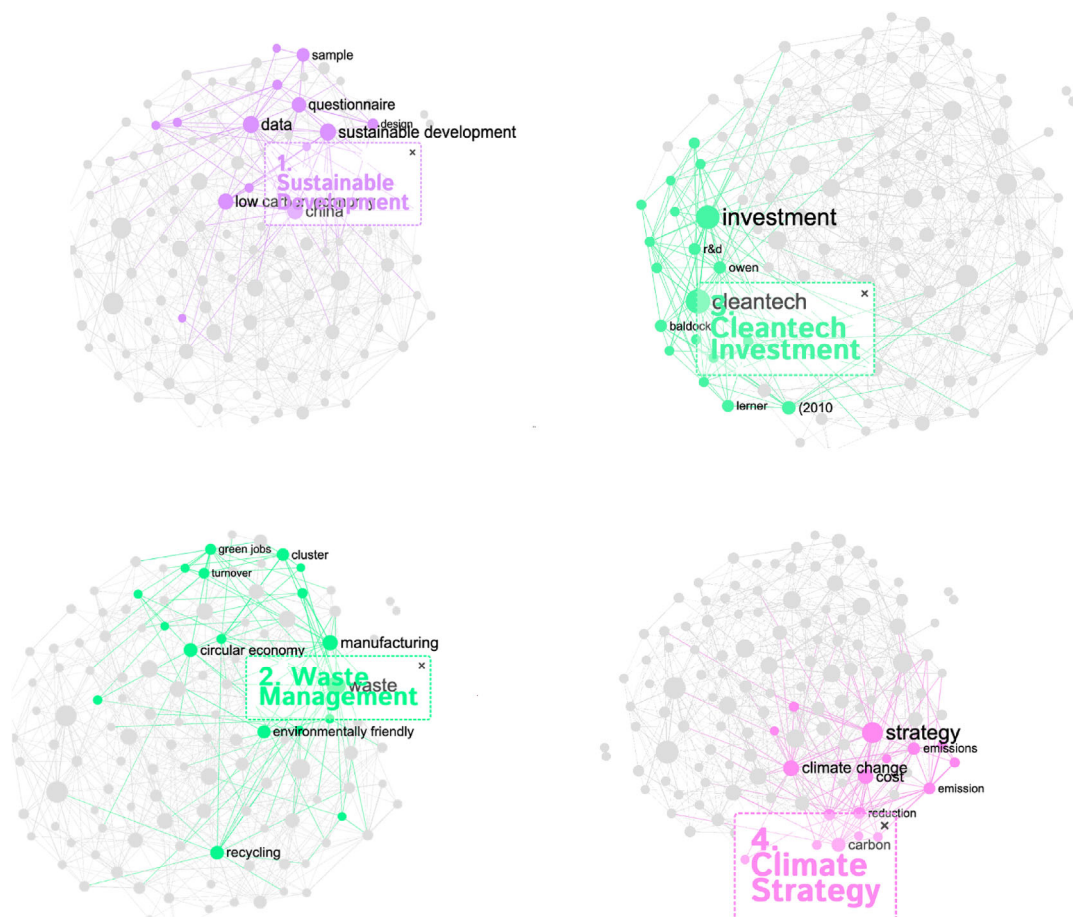 sample
questionnaire
data
design
sustainable development
×
1.
Sustainable
low carbon economy
Development
china
investment
r&d
owen
×
cleantech
3.
baldock
Cleantech
Investment
lerner
(2010
green jobs
cluster
turnover
manufacturing
circular economy
×
2. Waste
waste
Management
environmentally friendly
recycling
strategy
emissions
climate change
cost
emission
reduction
×
4.
carbon
Climate
Strategy